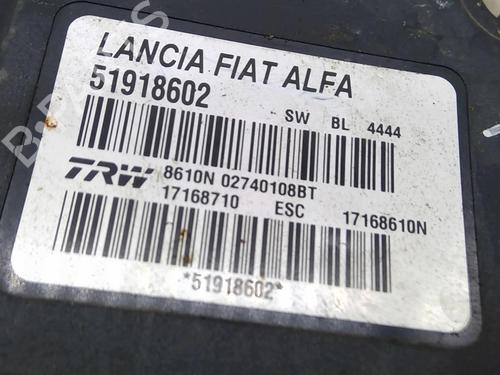 LANCIA FIAT ALFA
51918602
SW BL 4444
TRW 8610N 02740108BT
17168710 ESC 17168610N
*51918602*